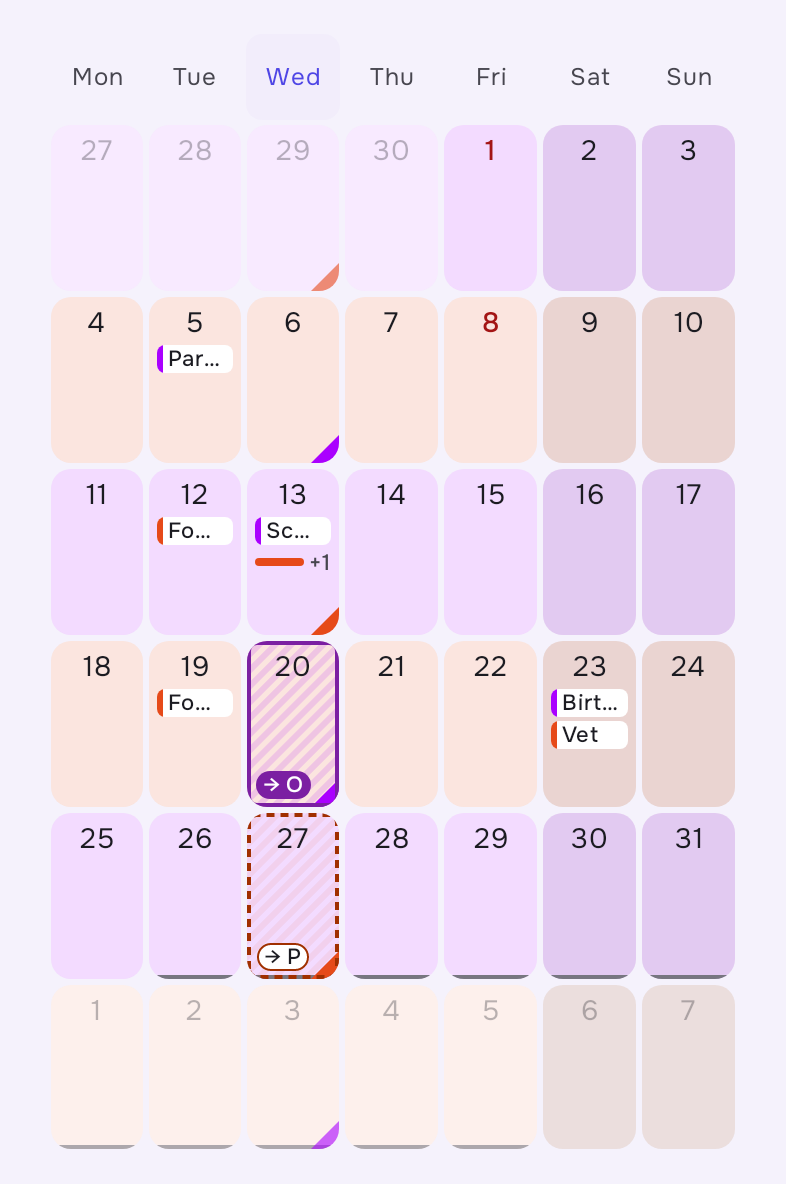 Mon Tue Wed Thu Fri Sat Sun
27 28 29 30 1 2 3
4 5 6 7 8 9 10
Par...
11 12 13 14 15 16 17
Fo... Sc...
+1
18 19 20 21 22 23 24
Fo... Birt...
Vet
→ O
25 26 27 28 29 30 31
→ P
1 2 3 4 5 6 7